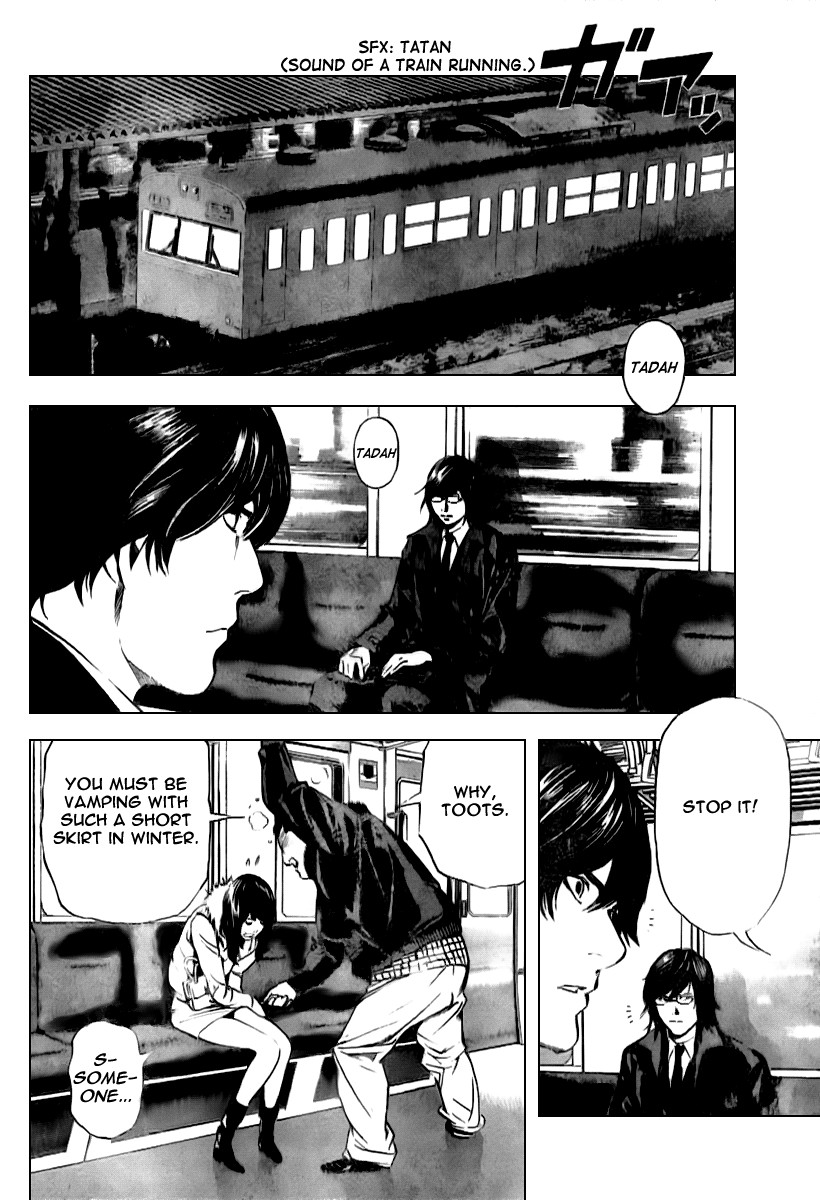 SFX: TATAN
(SOUND OF A TRAIN RUNNING.)
ガァッ
TADAH
TADAH
STOP IT!
WHY,
TOOTS.
YOU MUST BE
VAMPING WITH
SUCH A SHORT
SKIRT IN WINTER.
S-
SOME-
ONE...